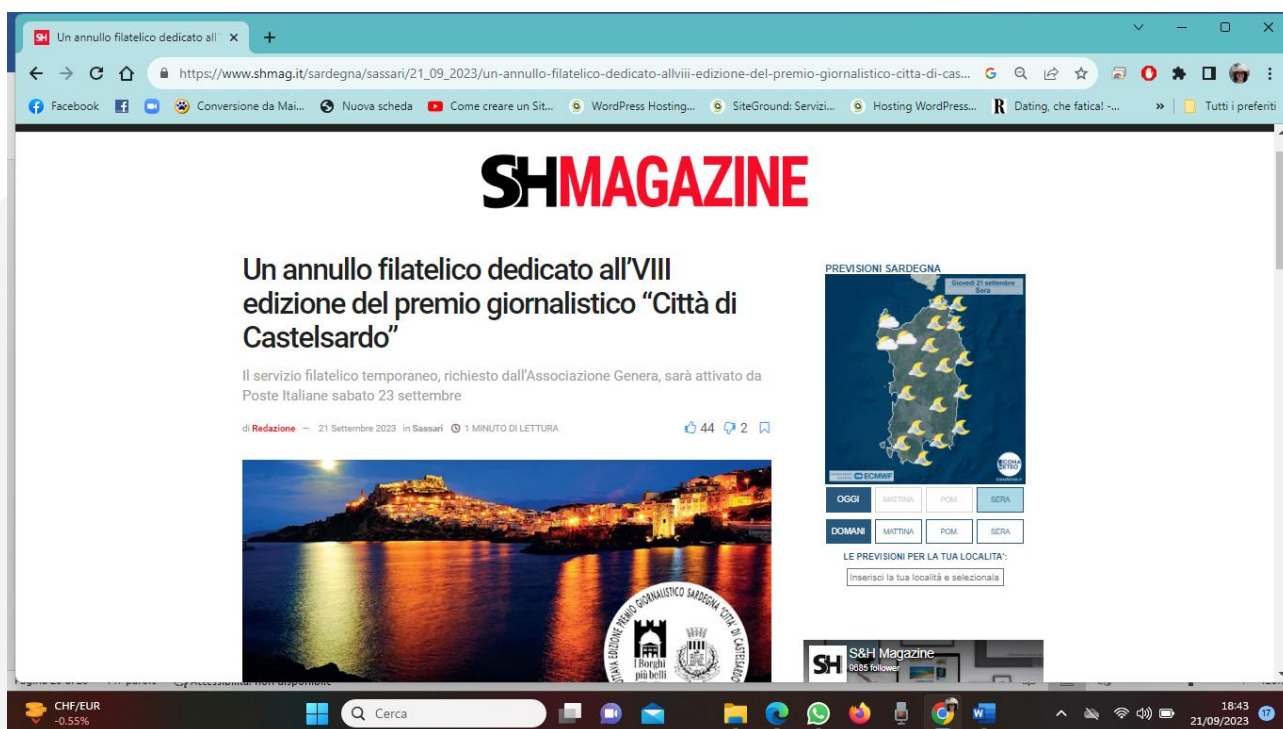 Un annullo filatelico dedicato all'
https://www.shmag.it/sardegna/sassari/21_09_2023/un-annullo-filatelico-dedicato-allviii-edizione-del-premio-giornalistico-citta-di-cas...
Facebook Conversione da Mai... Nuova scheda Come creare un Sit... WordPress Hosting... SiteGround: Servizi... Hosting WordPress... Dating, che fatica! -... » Tutti i preferiti
SHMAGAZINE
Un annullo filatelico dedicato all'VIII
edizione del premio giornalistico “Città di
Castelsardo”
Il servizio filatelico temporaneo, richiesto dall'Associazione Genera, sarà attivato da
Poste Italiane sabato 23 settembre
di Redazione — 21 Settembre 2023 in Sassari 1 MINUTO DI LETTURA 44 2
PREVISIONI SARDEGNA
Giovedì 21 settembre
Sera
ECMWF
OGGI MATTINA POM. SERA
DOMANI MATTINA POM. SERA
LE PREVISIONI PER LA TUA LOCALITA':
Inserisci la tua località e selezionala
EDIZIONE PREMIO GIORNALISTICO SARDEGNA "CITTA' DI CASTELSARDO"
I Borghi
più belli
SH S&H Magazine
9685 follower
CHF/EUR
-0.55%
Cerca
18:43
21/09/2023
17